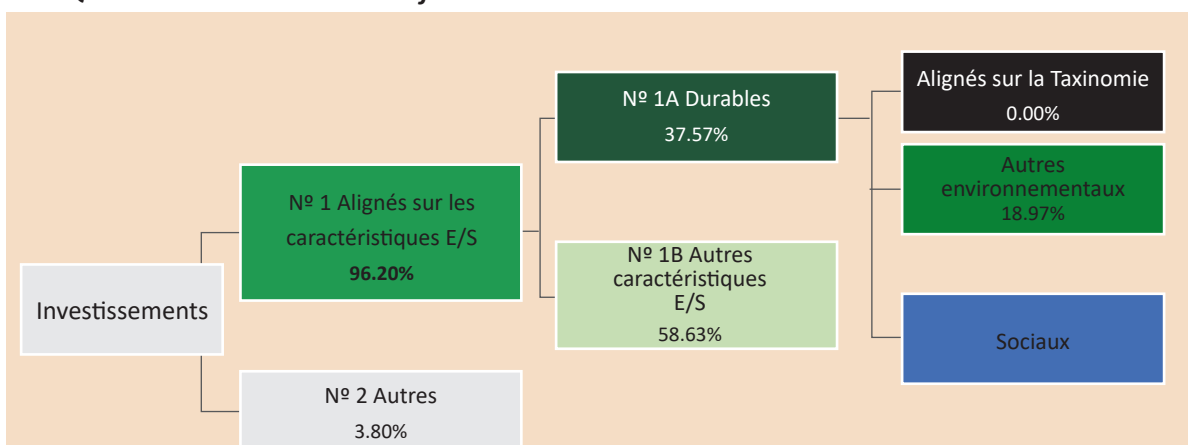 Investissements
Nº 1 Alignés sur les
caractéristiques E/S
96.20%
Nº 2 Autres
3.80%
Nº 1A Durables
37.57%
Nº 1B Autres
caractéristiques
E/S
58.63%
Alignés sur la Taxinomie
0.00%
Autres
environnementaux
18.97%
Sociaux